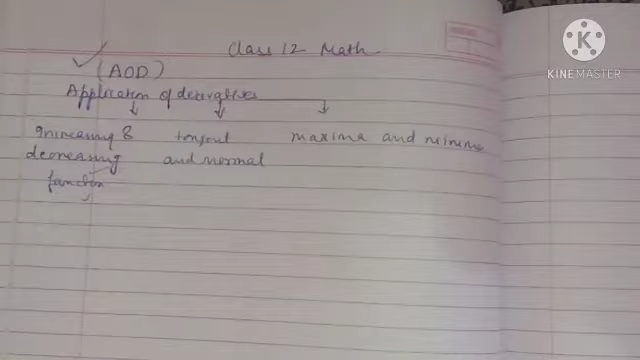 Class 12 Math
(AOD)
Application of derivatives
Increasing & tangent maxima and minima
decreasing and normal
function
KINEMASTER